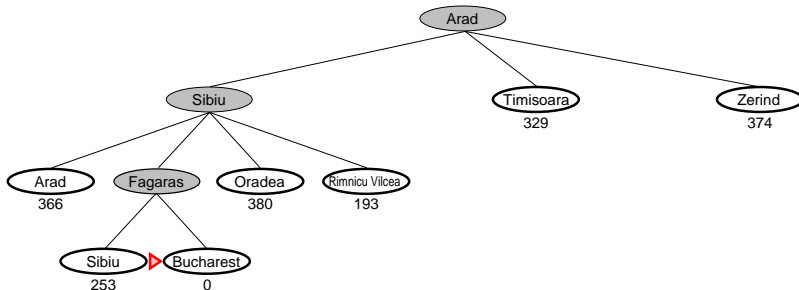 Arad
Sibiu Timisoara Zerind
329 374
Arad Fagaras Oradea Rimnicu Vilcea
366 380 193
Sibiu Bucharest
253 0